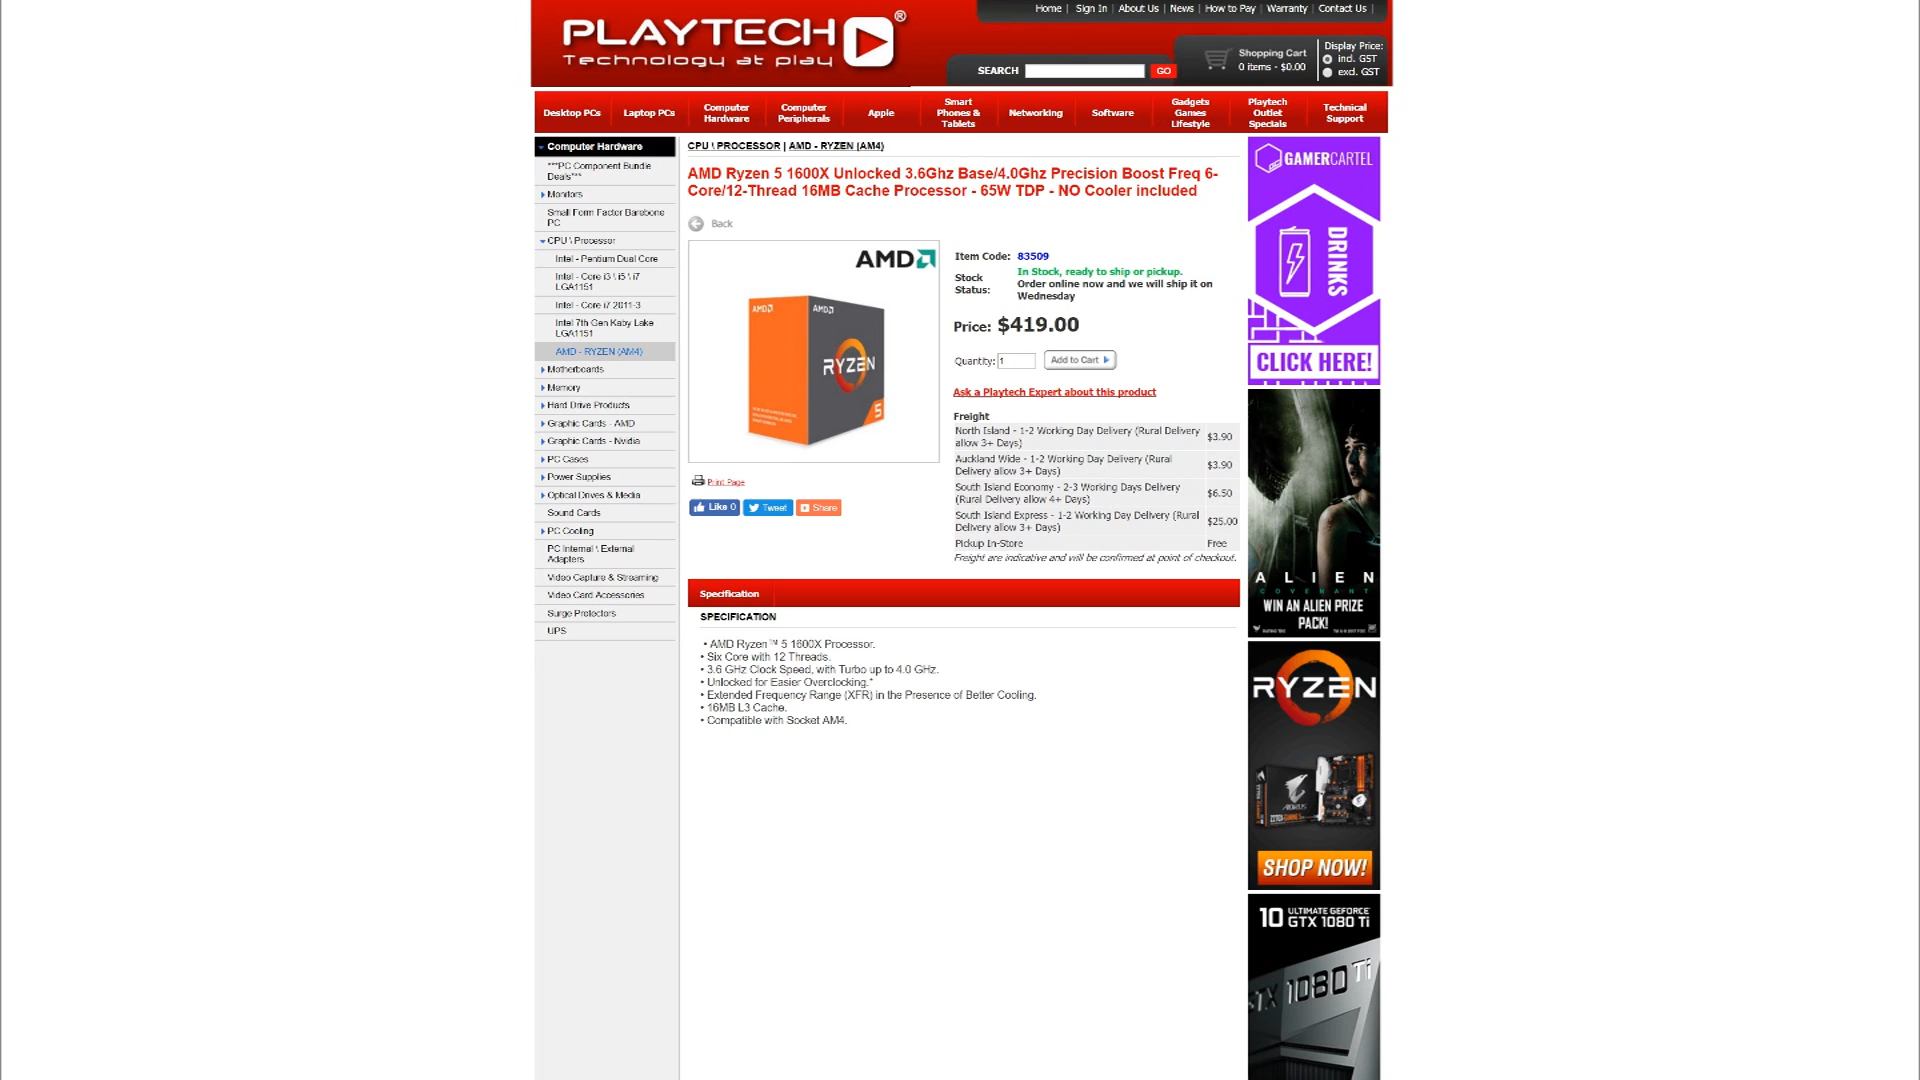 PLAYTECH®
Technology at play
Home | Sign In | About Us | News | How to Pay | Warranty | Contact Us |
SEARCH GO
Shopping Cart
0 items - $0.00
Display Price:
incl. GST
excl. GST
Desktop PCs
Laptop PCs
Computer
Hardware
Computer
Peripherals
Apple
Smart
Phones &
Tablets
Networking
Software
Gadgets
Games
Lifestyle
Playtech
Outlet
Specials
Technical
Support
Computer Hardware
***PC Component Bundle
Deals***
Monitors
Small Form Factor Barebone
PC
CPU \ Processor
Intel - Pentium Dual Core
Intel - Core i3 \ i5 \ i7
LGA1151
Intel - Core i7 2011-3
Intel 7th Gen Kaby Lake
LGA1151
AMD - RYZEN (AM4)
Motherboards
Memory
Hard Drive Products
Graphic Cards - AMD
Graphic Cards - Nvidia
PC Cases
Power Supplies
Optical Drives & Media
Sound Cards
PC Cooling
PC Internal \ External
Adapters
Video Capture & Streaming
Video Card Accessories
Surge Protectors
UPS
CPU \ PROCESSOR | AMD - RYZEN (AM4)
AMD Ryzen 5 1600X Unlocked 3.6Ghz Base/4.0Ghz Precision Boost Freq 6-
Core/12-Thread 16MB Cache Processor - 65W TDP - NO Cooler included
Back
AMD
AMD
AMD
RYZEN
5
Print Page
Like 0
Tweet
Share
Item Code: 83509
Stock
Status:
In Stock, ready to ship or pickup.
Order online now and we will ship it on
Wednesday
Price: $419.00
Quantity: 1 Add to Cart
Ask a Playtech Expert about this product
Freight
North Island - 1-2 Working Day Delivery (Rural Delivery
allow 3+ Days) $3.90
Auckland Wide - 1-2 Working Day Delivery (Rural
Delivery allow 3+ Days) $3.90
South Island Economy - 2-3 Working Days Delivery
(Rural Delivery allow 4+ Days) $6.50
South Island Express - 1-2 Working Day Delivery (Rural
Delivery allow 3+ Days) $25.00
Pickup In-Store Free
Freight are indicative and will be confirmed at point of checkout.
Specification
SPECIFICATION
• AMD Ryzen™ 5 1600X Processor.
• Six Core with 12 Threads.
• 3.6 GHz Clock Speed, with Turbo up to 4.0 GHz.
• Unlocked for Easier Overclocking.*
• Extended Frequency Range (XFR) in the Presence of Better Cooling.
• 16MB L3 Cache.
• Compatible with Socket AM4.
GAMERCARTEL
DRINKS
CLICK HERE!
ALIEN
COVENANT
WIN AN ALIEN PRIZE
PACK!
RYZEN
AORUS
SHOP NOW!
10 ULTIMATE GEFORCE
GTX 1080 Ti
GTX 1080 Ti